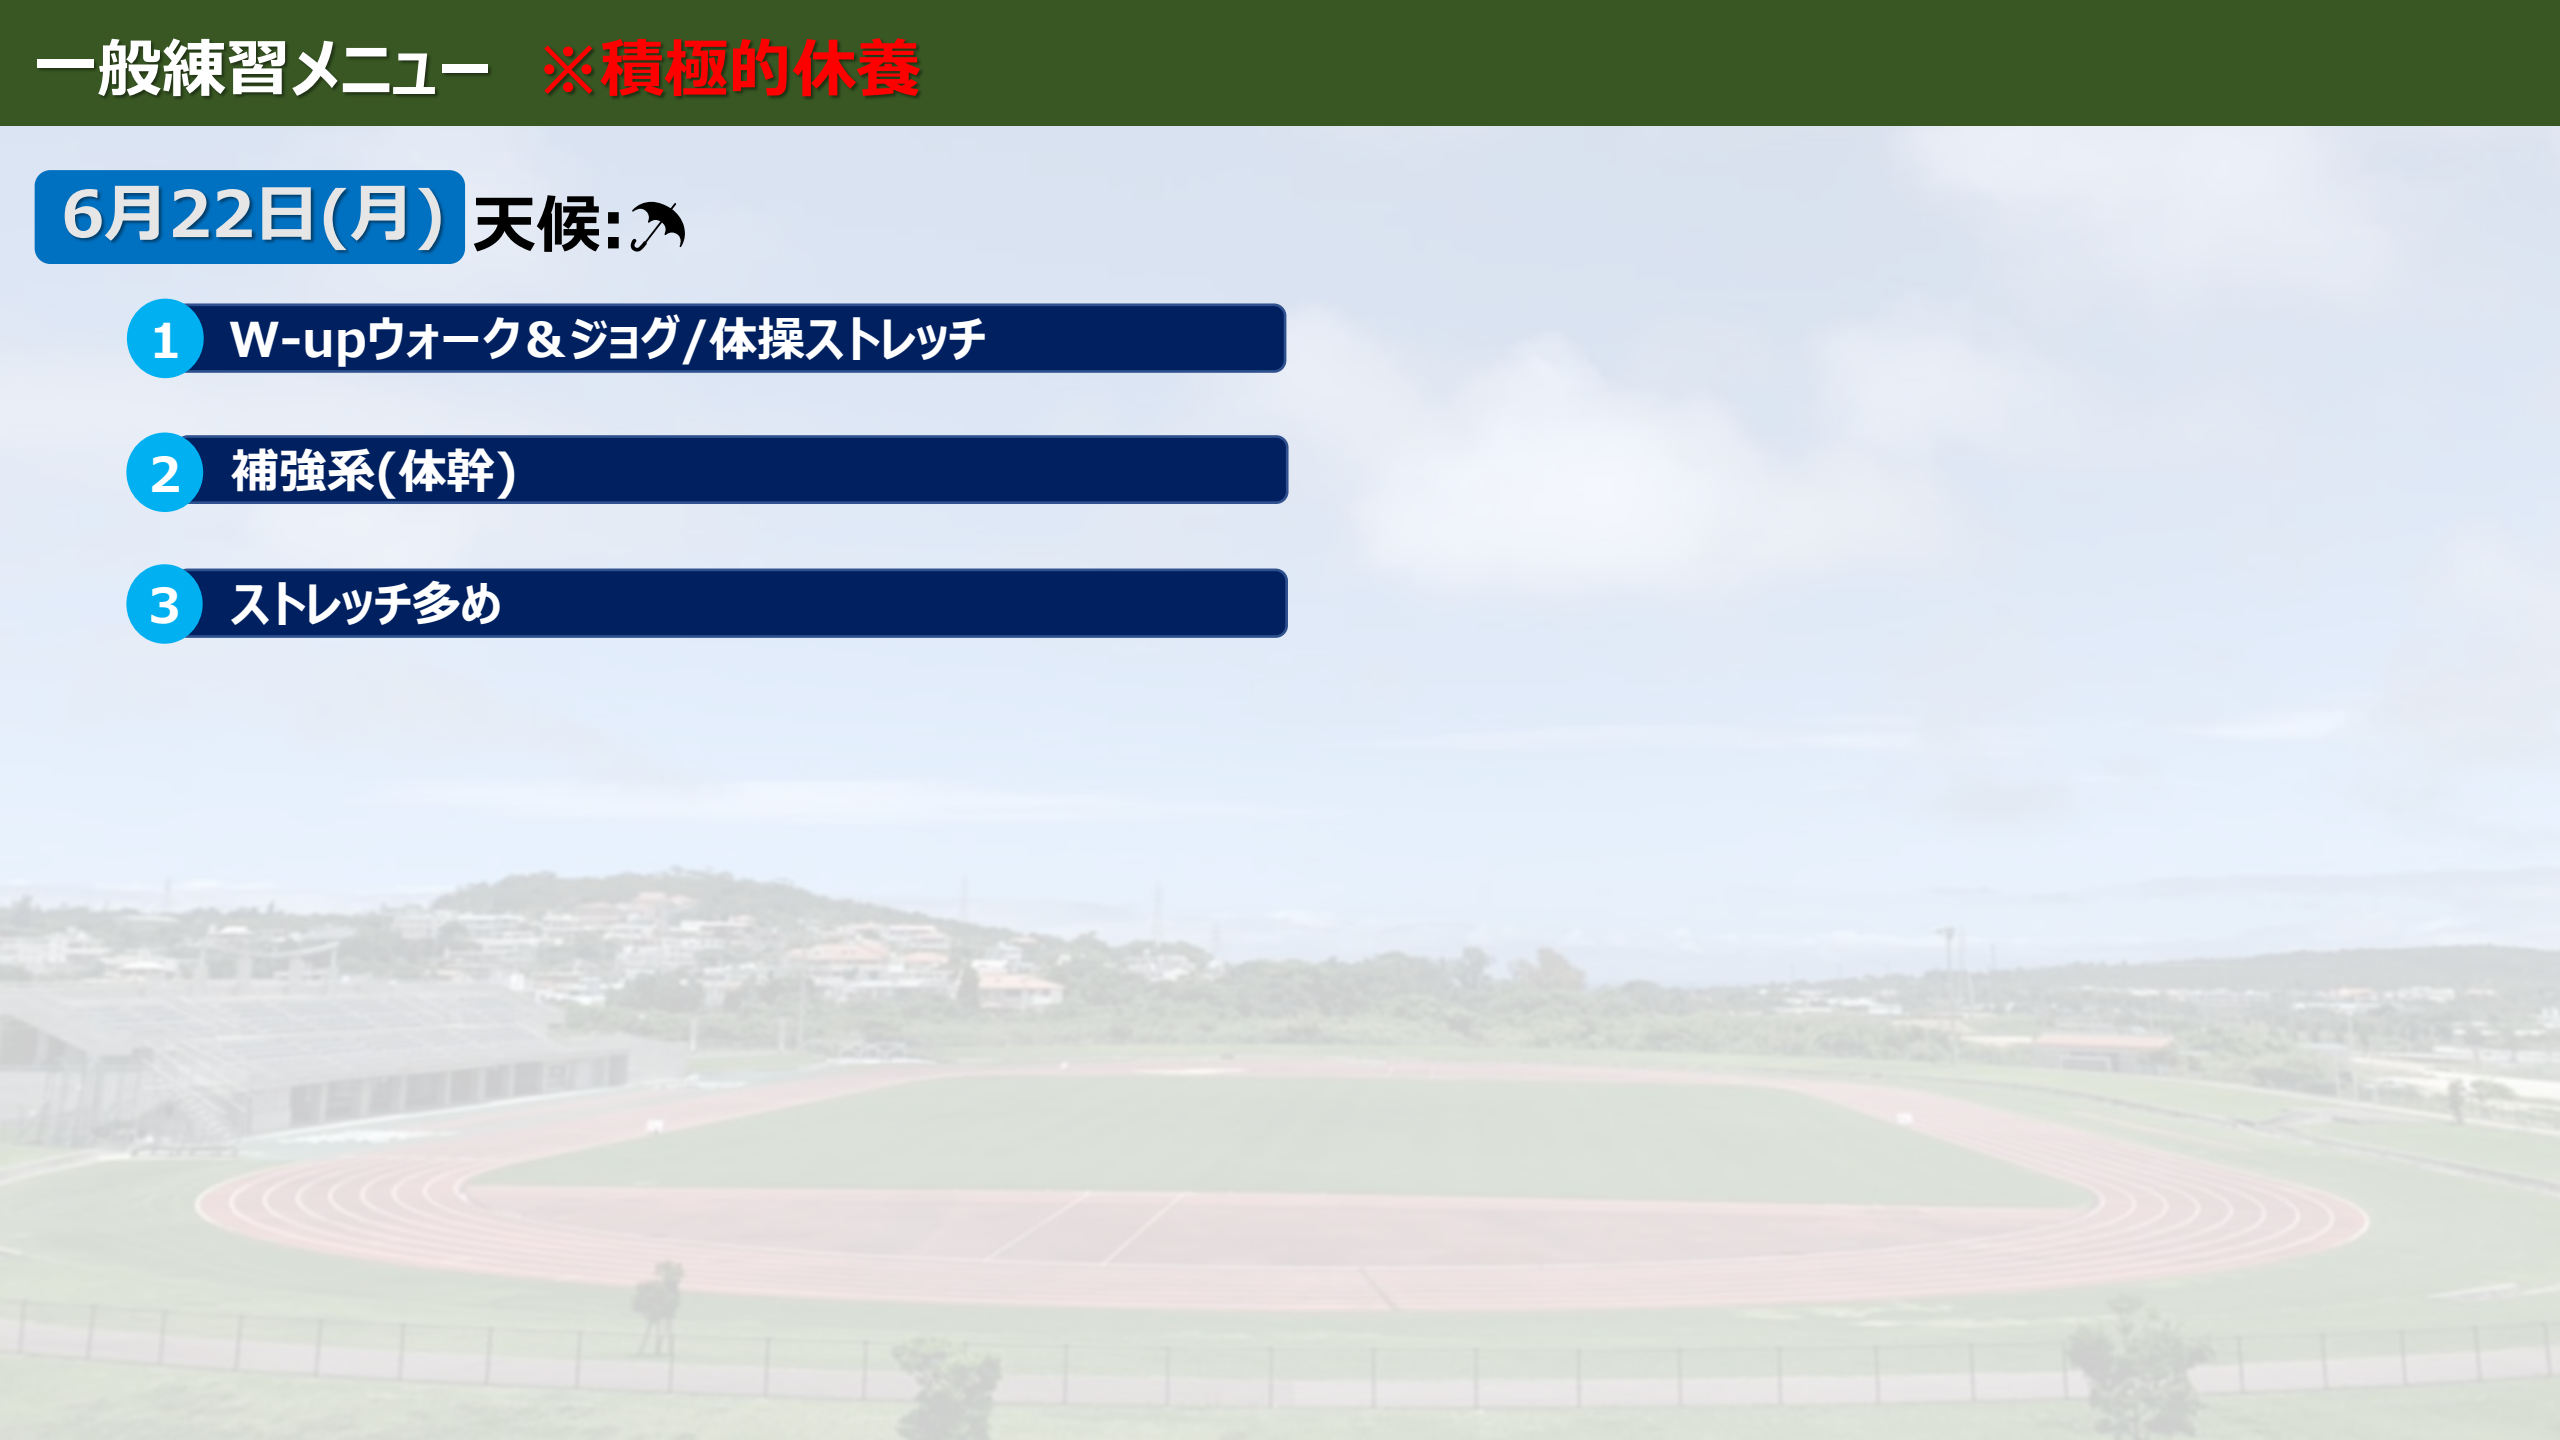 一般練習メニュー ※積極的休養
6月22日(月) 天候:☂
1 W-upウォーク＆ジョグ/体操ストレッチ
2 補強系(体幹)
3 ストレッチ多め